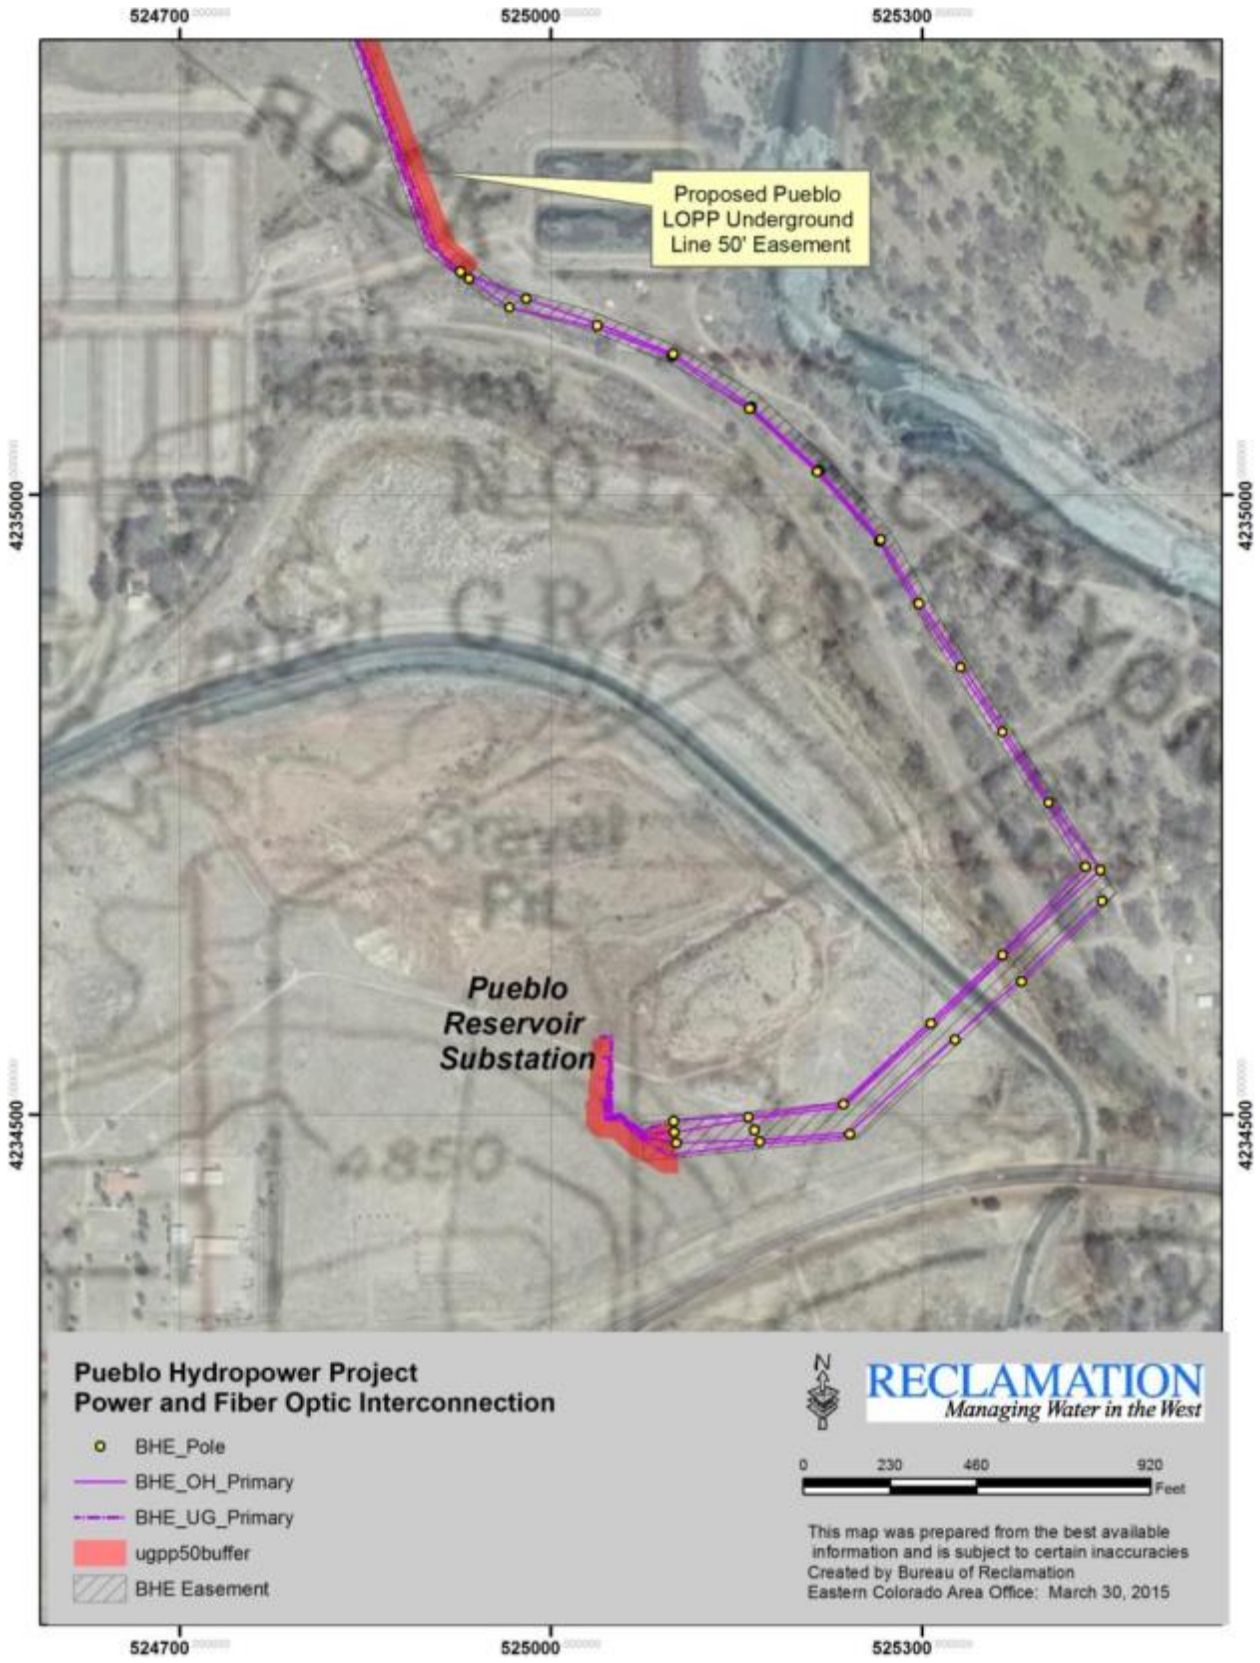 524700
525000
525300
Proposed Pueblo
LOPP Underground
Line 50' Easement
4235000
4235000
Gravel
Pit
Pueblo
Reservoir
Substation
4234500
4234500
4850
Pueblo Hydropower Project
Power and Fiber Optic Interconnection
BHE_Pole
BHE_OH_Primary
BHE_UG_Primary
ugpp50buffer
BHE Easement
N
RECLAMATION
Managing Water in the West
0 230 460 920
Feet
This map was prepared from the best available
information and is subject to certain inaccuracies
Created by Bureau of Reclamation
Eastern Colorado Area Office: March 30, 2015
524700
525000
525300